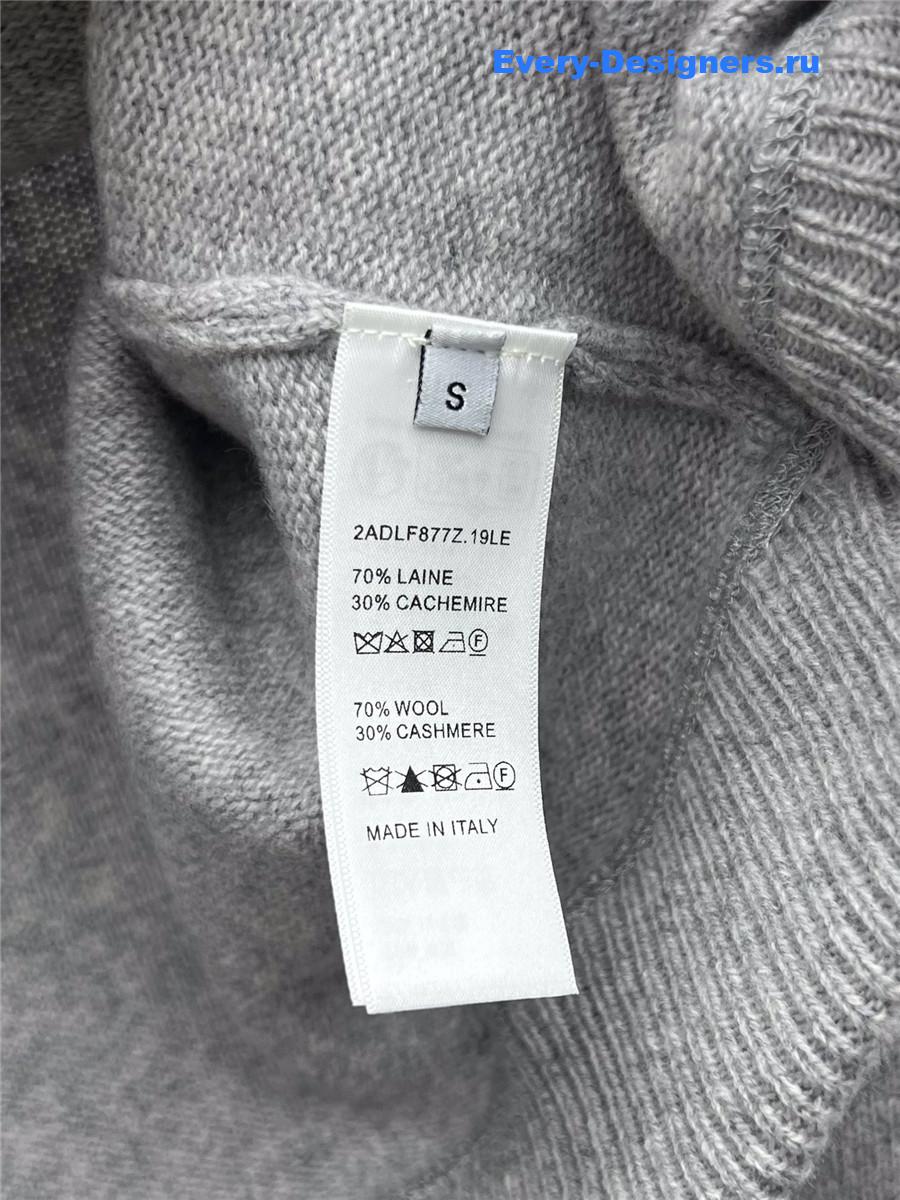 Every-Designers.ru
S
2ADLF877Z.19LE
70% LAINE
30% CACHEMIRE
F
70% WOOL
30% CASHMERE
F
MADE IN ITALY